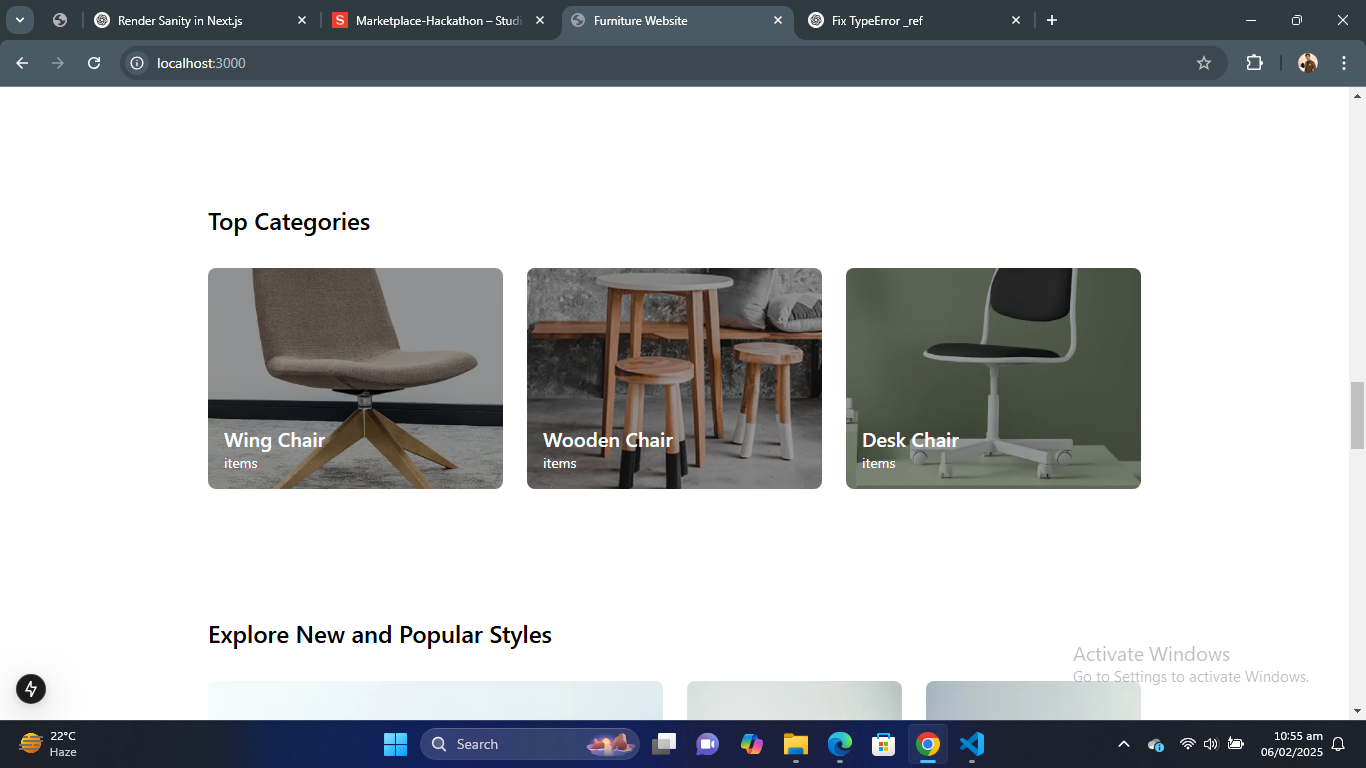 Render Sanity in Next.js
Marketplace-Hackathon – Studi
Furniture Website
Fix TypeError _ref
localhost:3000
Top Categories
Wing Chair
items
Wooden Chair
items
Desk Chair
items
Explore New and Popular Styles
Activate Windows
Go to Settings to activate Windows.
22°C
Haze
Search
10:55 am
06/02/2025